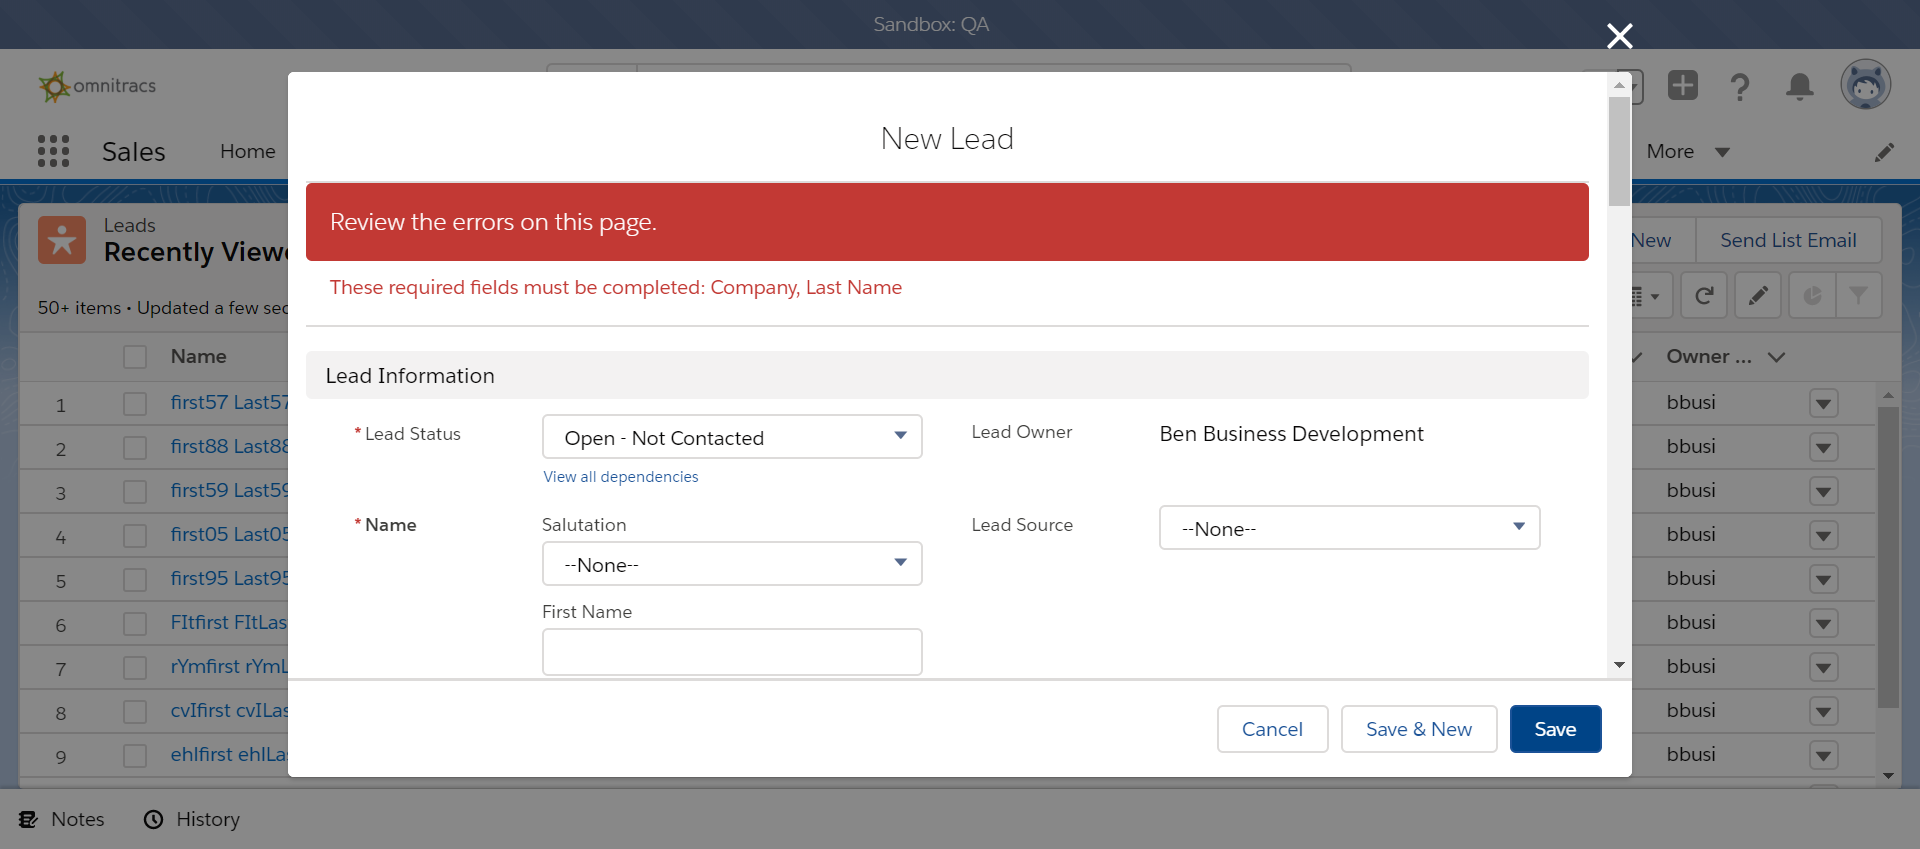 Sandbox: QA
omnitracs
Sales
Home
More
Leads
Recently Viewe
New
Send List Email
50+ items • Updated a few sec
Name
Owner ...
1
first57 Last57
bbusi
2
first88 Last88
bbusi
3
first59 Last59
bbusi
4
first05 Last05
bbusi
5
first95 Last95
bbusi
6
FItfirst FItLas
bbusi
7
rYmfirst rYmL
bbusi
8
cvIfirst cvILas
bbusi
9
bbusi
New Lead
Review the errors on this page.
These required fields must be completed: Company, Last Name
Lead Information
* Lead Status
Open - Not Contacted
View all dependencies
Lead Owner
Ben Business Development
* Name
Salutation
--None--
Lead Source
--None--
First Name
Cancel
Save & New
Save
Notes
History